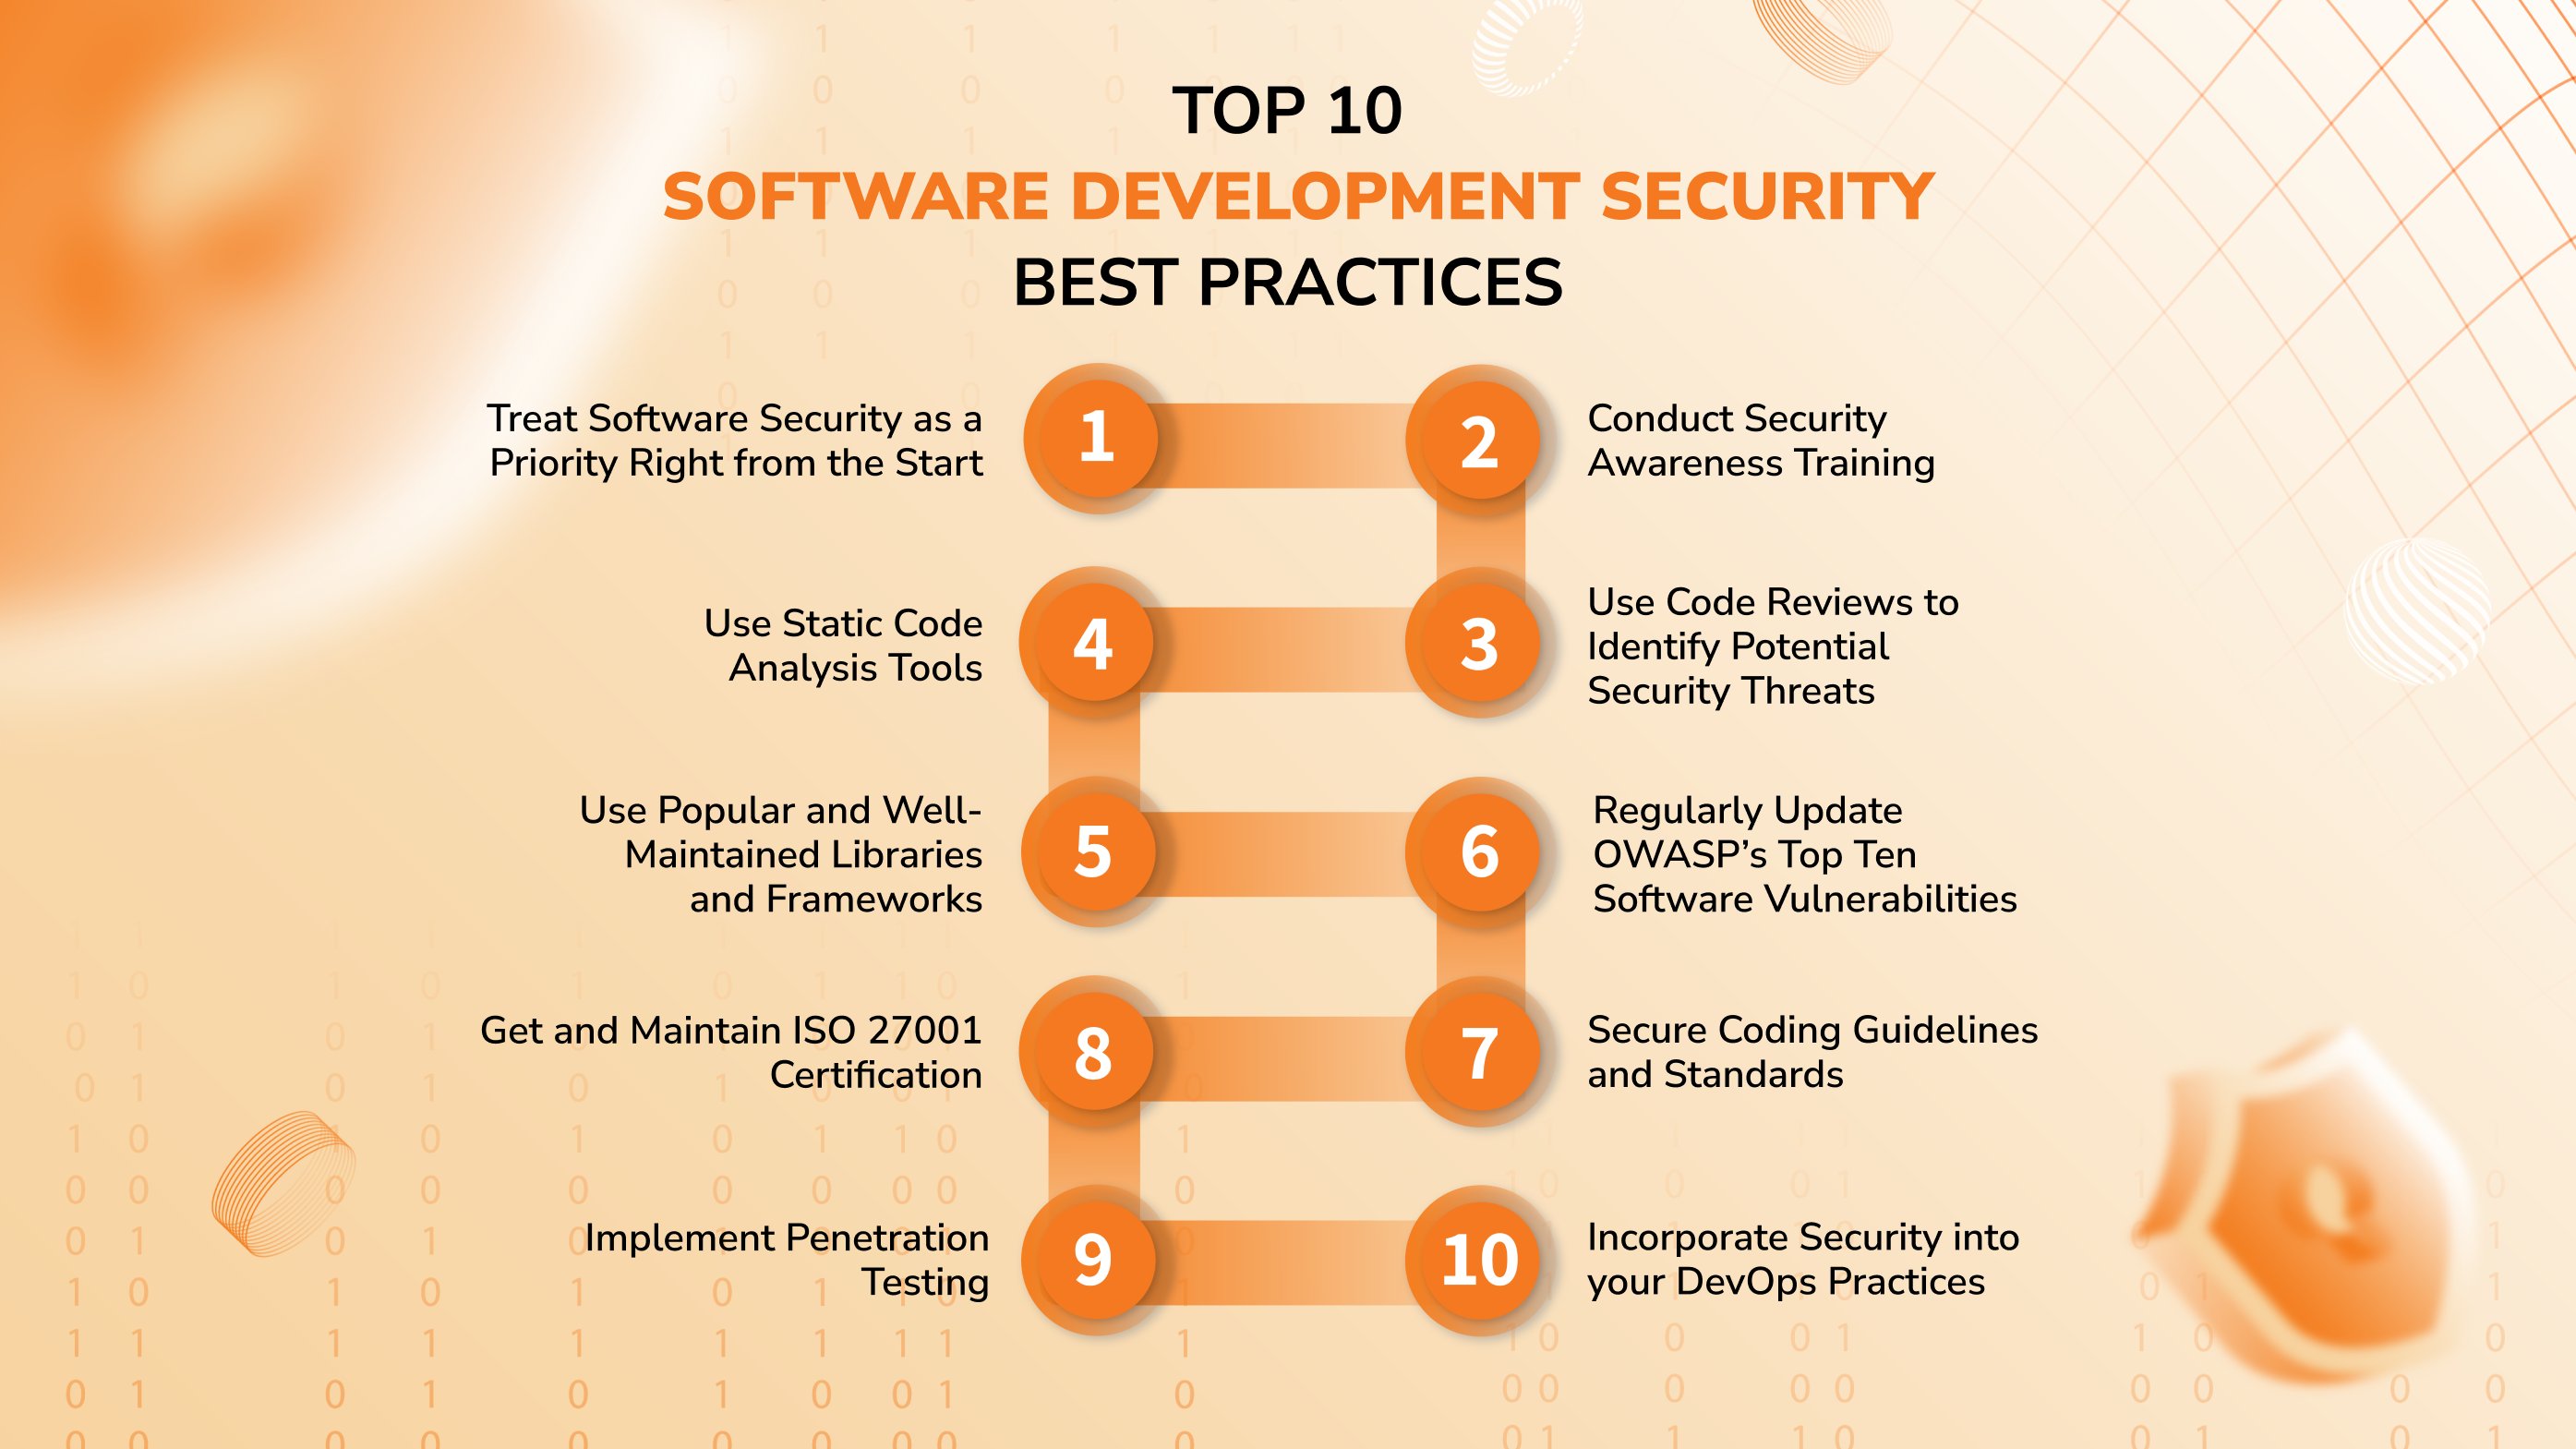 TOP 10
SOFTWARE DEVELOPMENT SECURITY
BEST PRACTICES
1
Treat Software Security as a
Priority Right from the Start
2
Conduct Security
Awareness Training
3
Use Code Reviews to
Identify Potential
Security Threats
4
Use Static Code
Analysis Tools
5
Use Popular and Well-
Maintained Libraries
and Frameworks
6
Regularly Update
OWASP’s Top Ten
Software Vulnerabilities
7
Secure Coding Guidelines
and Standards
8
Get and Maintain ISO 27001
Certification
9
Implement Penetration
Testing
10
Incorporate Security into
your DevOps Practices